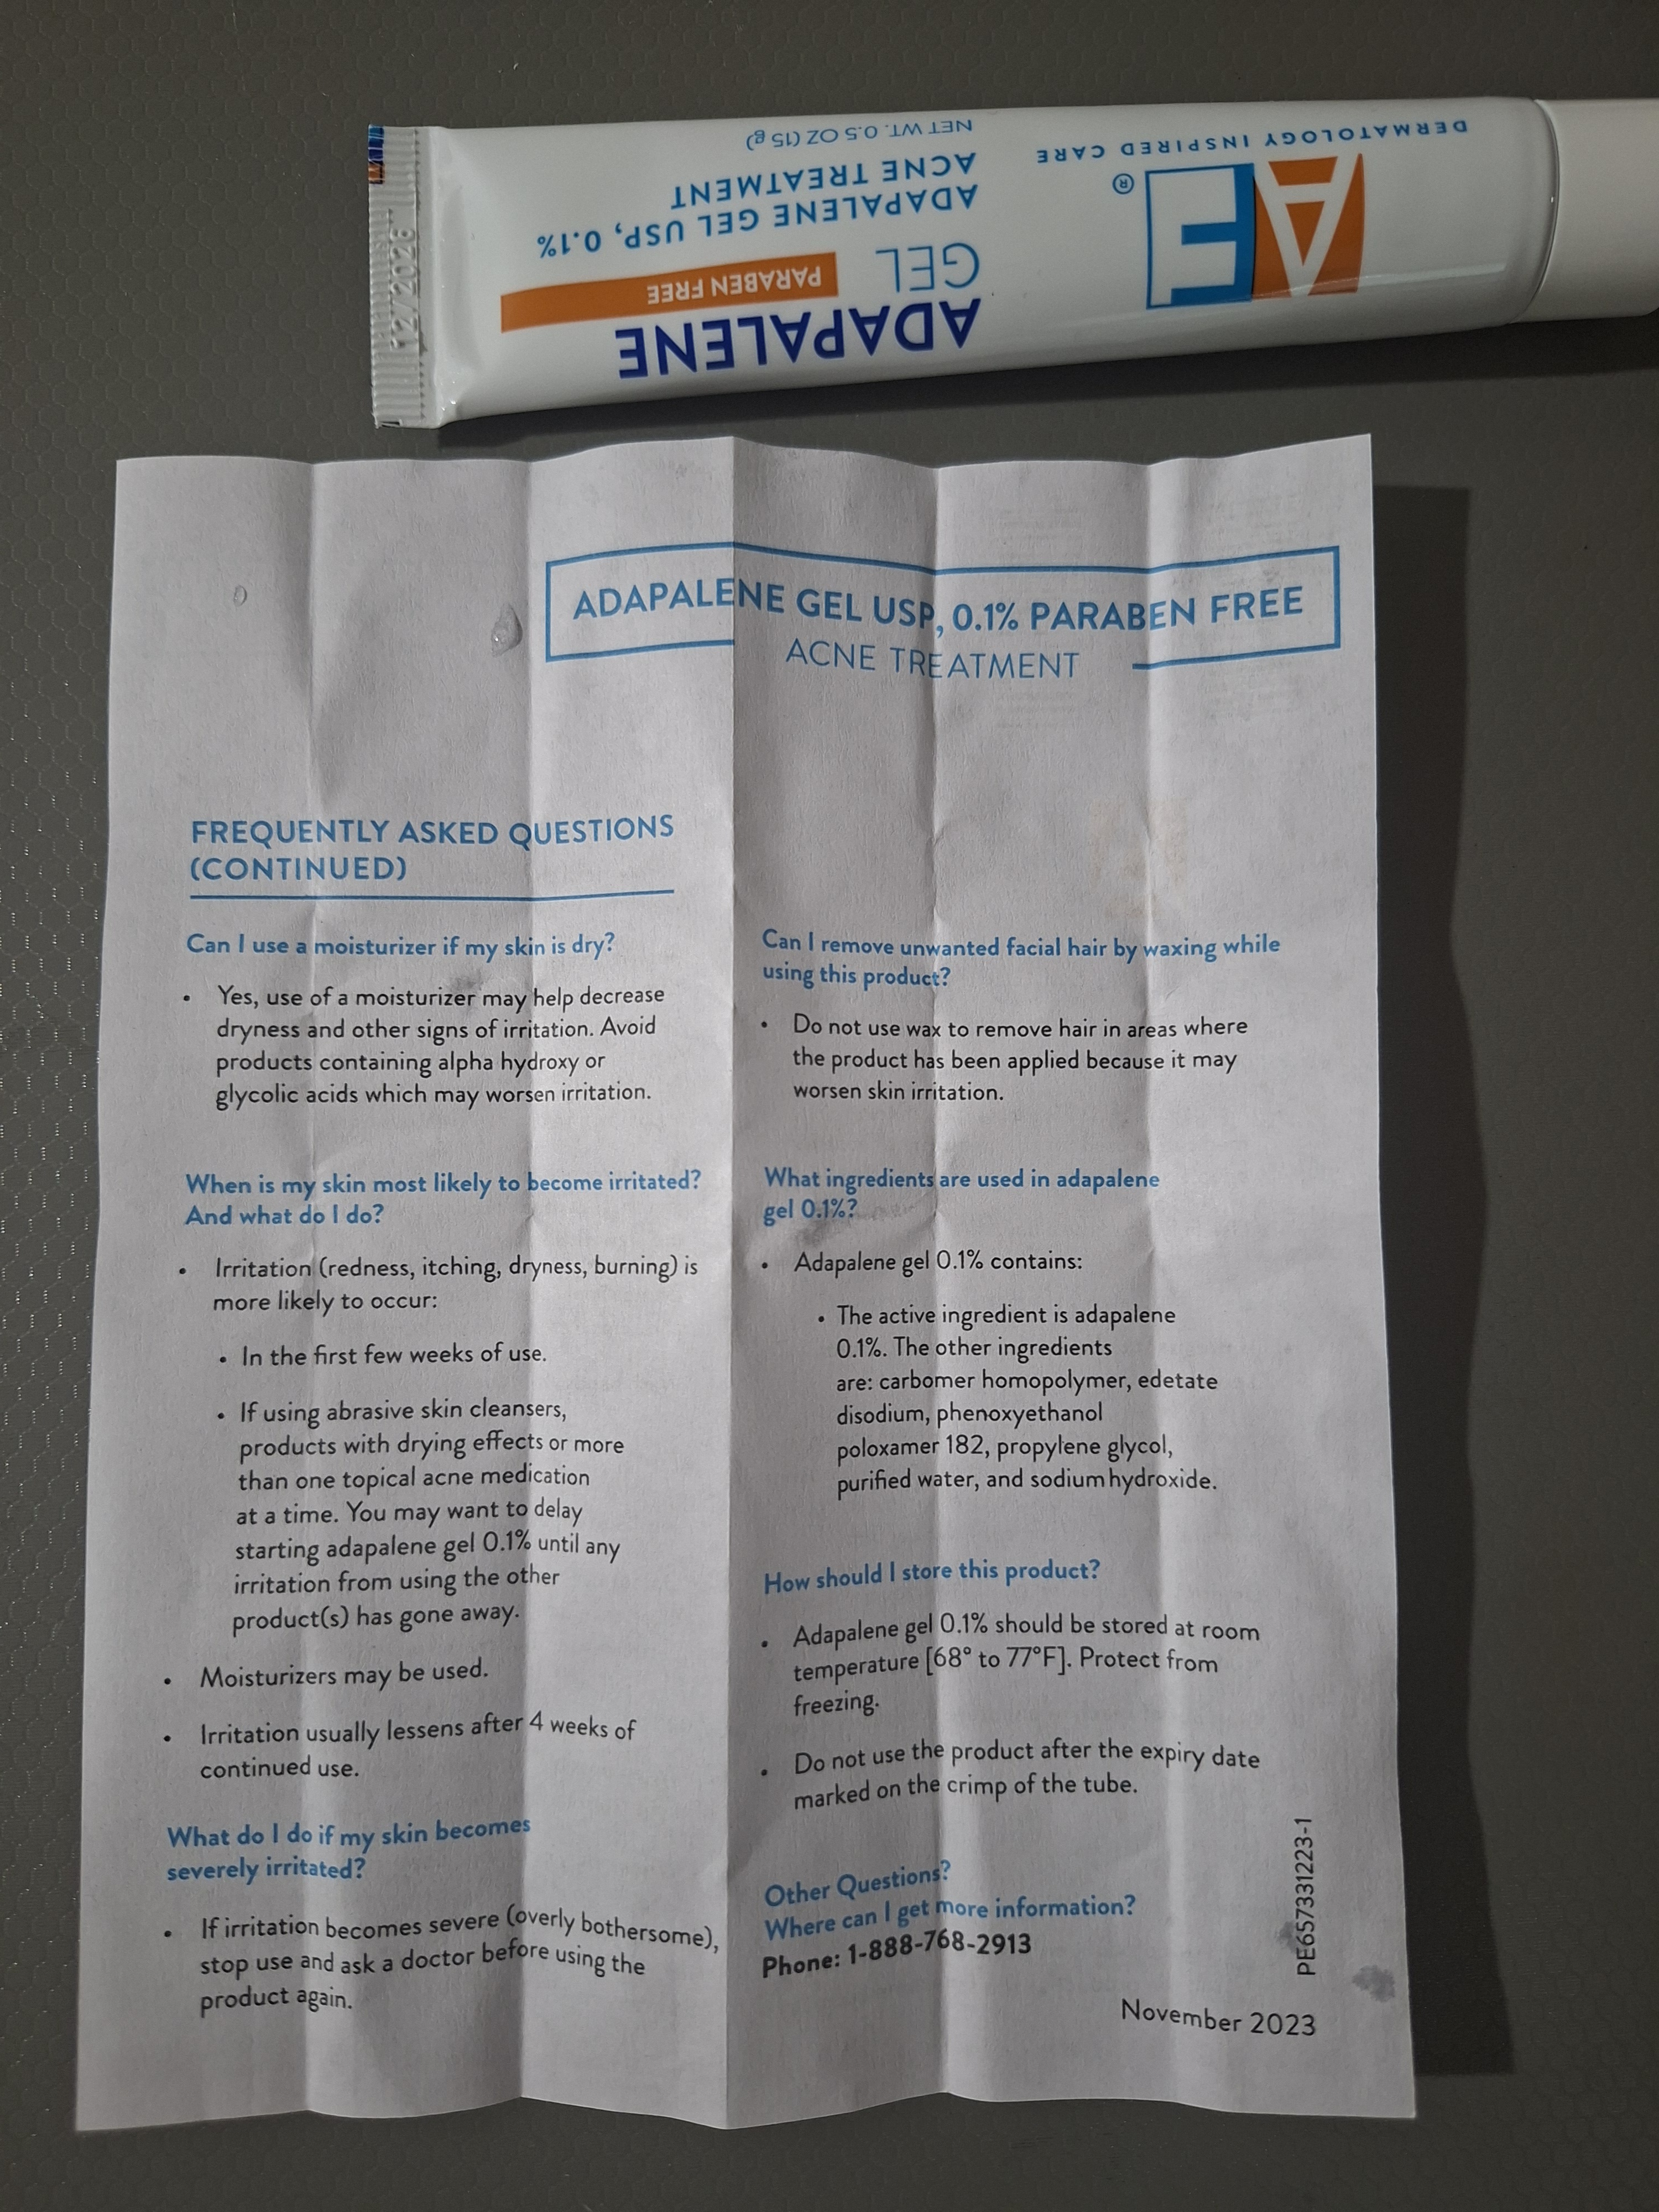 DERMATOLOGY INSPIRED CARE
AE®
ADAPALENE
GEL PARABEN FREE
ADAPALENE GEL USP, 0.1%
ACNE TREATMENT
NET WT. 0.5 OZ (15 g)
12/2026
ADAPALENE GEL USP, 0.1% PARABEN FREE
ACNE TREATMENT
FREQUENTLY ASKED QUESTIONS
(CONTINUED)
Can I use a moisturizer if my skin is dry?
• Yes, use of a moisturizer may help decrease
dryness and other signs of irritation. Avoid
products containing alpha hydroxy or
glycolic acids which may worsen irritation.
When is my skin most likely to become irritated?
And what do I do?
• Irritation (redness, itching, dryness, burning) is
more likely to occur:
• In the first few weeks of use.
• If using abrasive skin cleansers,
products with drying effects or more
than one topical acne medication
at a time. You may want to delay
starting adapalene gel 0.1% until any
irritation from using the other
product(s) has gone away.
• Moisturizers may be used.
• Irritation usually lessens after 4 weeks of
continued use.
What do I do if my skin becomes
severely irritated?
• If irritation becomes severe (overly bothersome),
stop use and ask a doctor before using the
product again.
Can I remove unwanted facial hair by waxing while
using this product?
• Do not use wax to remove hair in areas where
the product has been applied because it may
worsen skin irritation.
What ingredients are used in adapalene
gel 0.1%?
• Adapalene gel 0.1% contains:
• The active ingredient is adapalene
0.1%. The other ingredients
are: carbomer homopolymer, edetate
disodium, phenoxyethanol
poloxamer 182, propylene glycol,
purified water, and sodium hydroxide.
How should I store this product?
• Adapalene gel 0.1% should be stored at room
temperature [68° to 77°F]. Protect from
freezing.
• Do not use the product after the expiry date
marked on the crimp of the tube.
Other Questions?
Where can I get more information?
Phone: 1-888-768-2913
PE657331223-1
November 2023